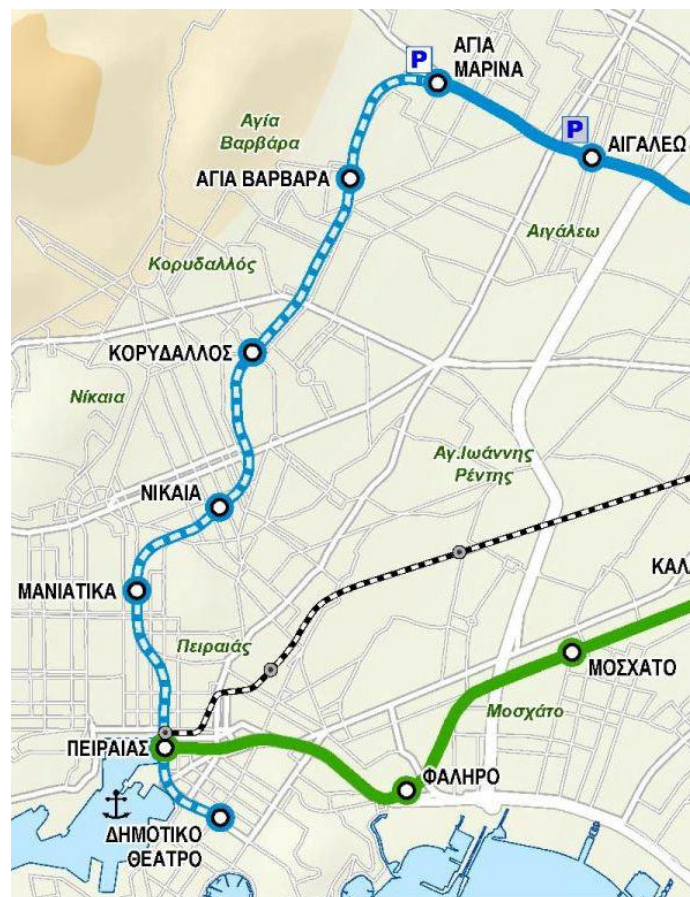 P
ΑΓΙΑ
ΜΑΡΙΝΑ
Αγία
Βαρβάρα
P
ΑΙΓΑΛΕΩ
ΑΓΙΑ ΒΑΡΒΑΡΑ
Αιγάλεω
Κορυδαλλός
ΚΟΡΥΔΑΛΛΟΣ
Νίκαια
Αγ.Ιωάννης
Ρέντης
ΝΙΚΑΙΑ
ΚΑΛΛ
ΜΑΝΙΑΤΙΚΑ
Πειραιάς
ΜΟΣΧΑΤΟ
Μοσχάτο
ΠΕΙΡΑΙΑΣ
ΦΑΛΗΡΟ
ΔΗΜΟΤΙΚΟ
ΘΕΑΤΡΟ